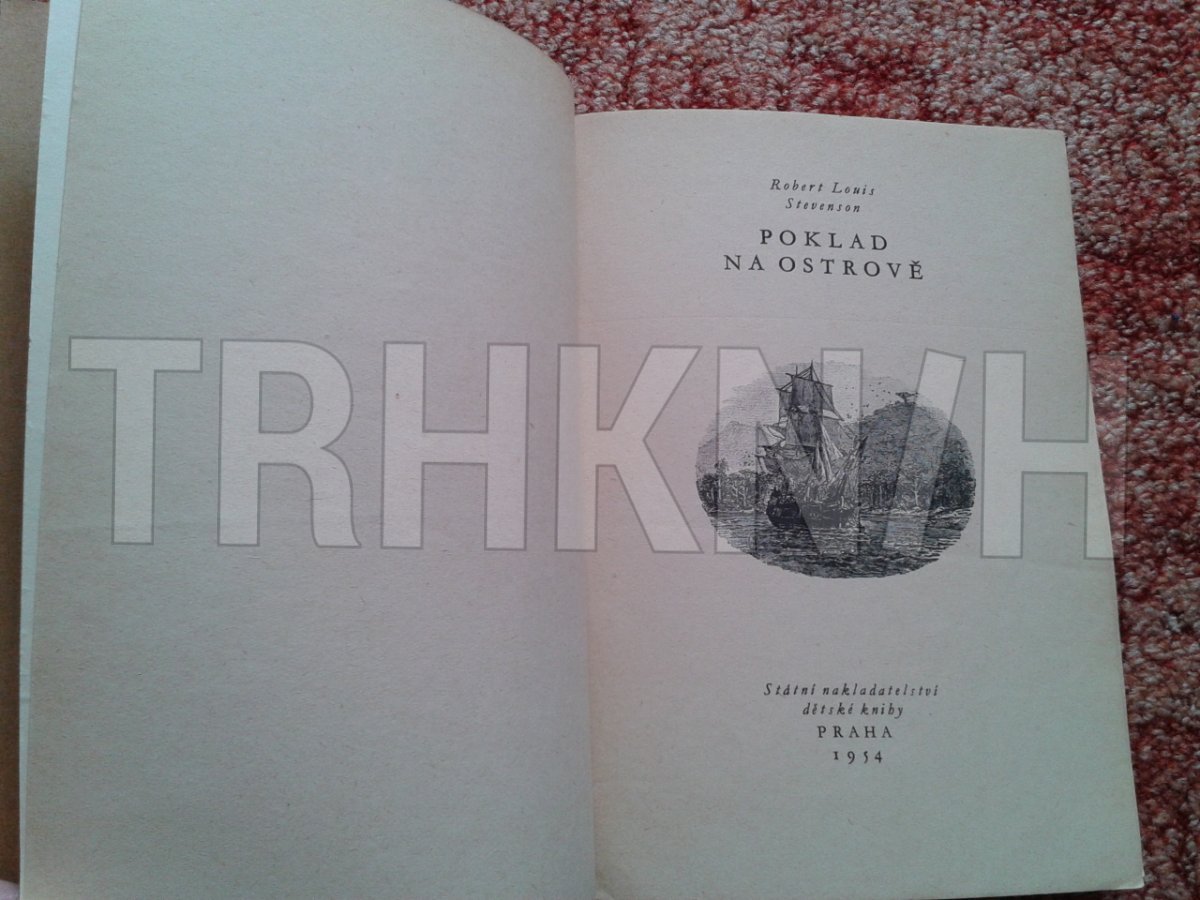 Robert Louis
Stevenson
POKLAD
NA OSTROVĚ
TRHKNIH
Státní nakladatelství
dětské knihy
PRAHA
1954